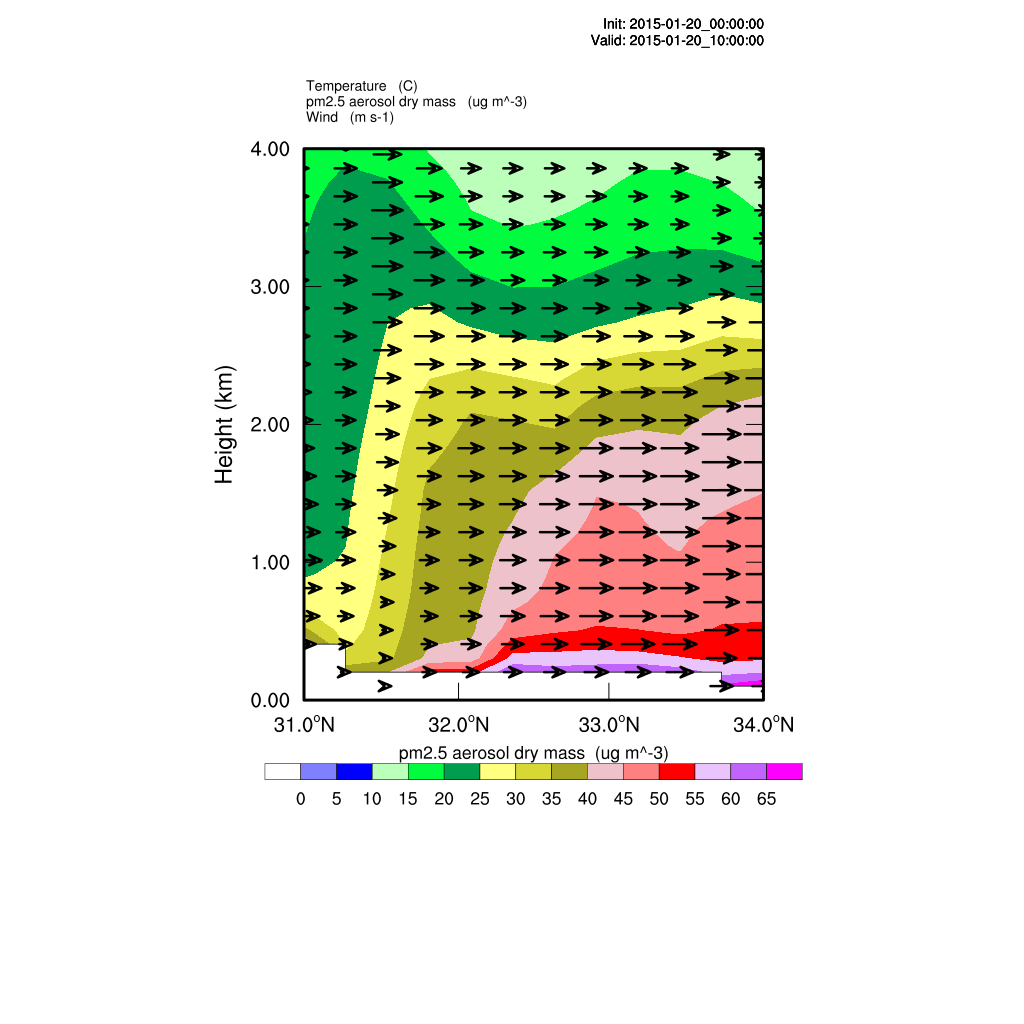 Init: 2015-01-20_00:00:00
Valid: 2015-01-20_10:00:00
Temperature (C)
pm2.5 aerosol dry mass (ug m^-3)
Wind (m s-1)
4.00
3.00
2.00
1.00
0.00
Height (km)
31.0°N 32.0°N 33.0°N 34.0°N
pm2.5 aerosol dry mass (ug m^-3)
0 5 10 15 20 25 30 35 40 45 50 55 60 65